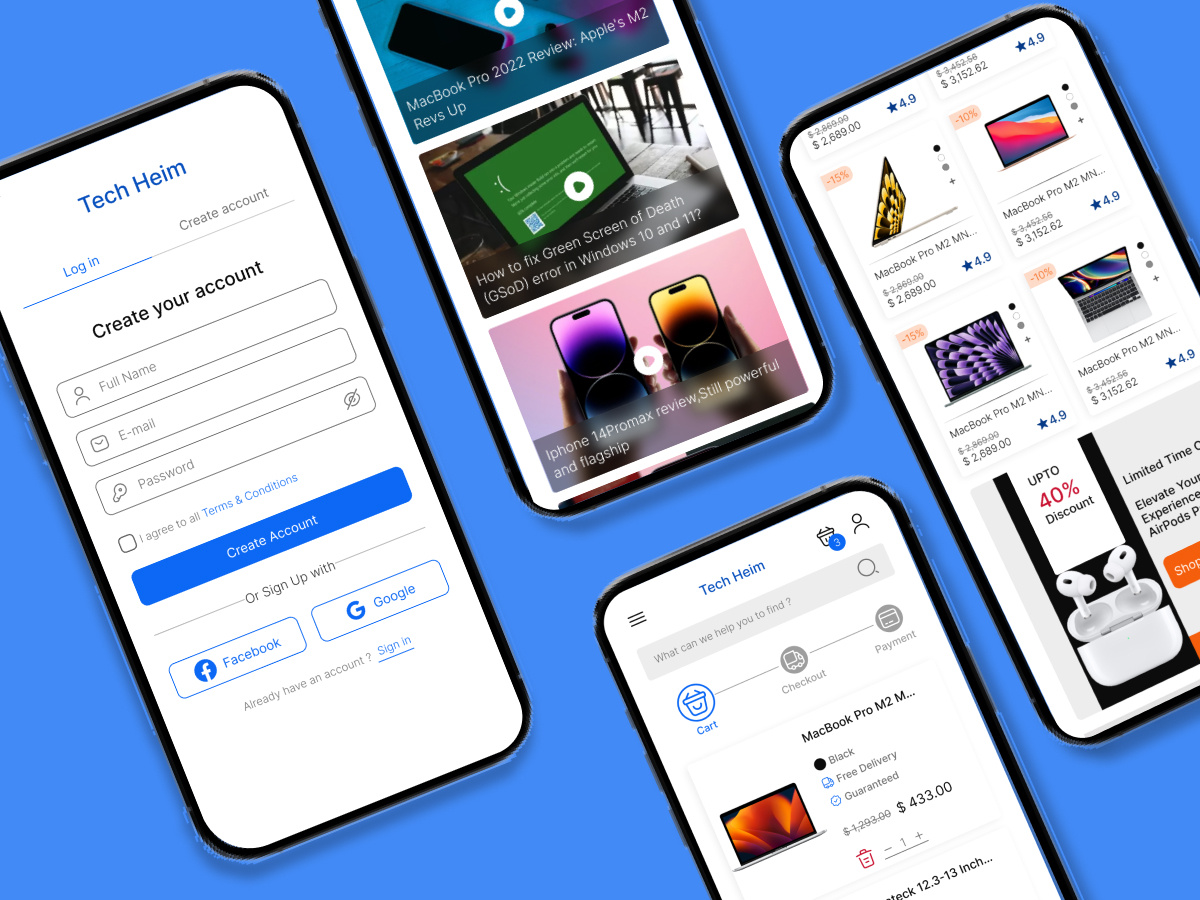 Tech Heim
Log in
Create account
Create your account
Full Name
E-mail
Password
I agree to all Terms & Conditions
Create Account
Or Sign Up with
Facebook
Google
Already have an account ? Sign in
MacBook Pro 2022 Review: Apple's M2
Revs Up
:(
How to fix Green Screen of Death
(GSoD) error in Windows 10 and 11?
Iphone 14Promax review,Still powerful
and flagship
Tech Heim
3
What can we help you to find ?
Cart
Checkout
Payment
MacBook Pro M2 M...
Black
Free Delivery
Guaranteed
$ 1,293.00 $ 433.00
− 1 +
teck 12.3-13 Inch...
$ 2,869.00
$ 2,689.00
4.9
$ 3,452.56
$ 3,152.62
4.9
-15%
+
MacBook Pro M2 MN...
$ 2,869.00
$ 2,689.00
4.9
-10%
+
MacBook Pro M2 MN...
$ 3,452.56
$ 3,152.62
4.9
-15%
+
MacBook Pro M2 MN...
$ 2,869.00
$ 2,689.00
4.9
-10%
+
MacBook Pro M2 MN...
$ 3,452.56
$ 3,152.62
4.9
UPTO
40%
Discount
Limited Time
Elevate Your
Experience
AirPods
Shop